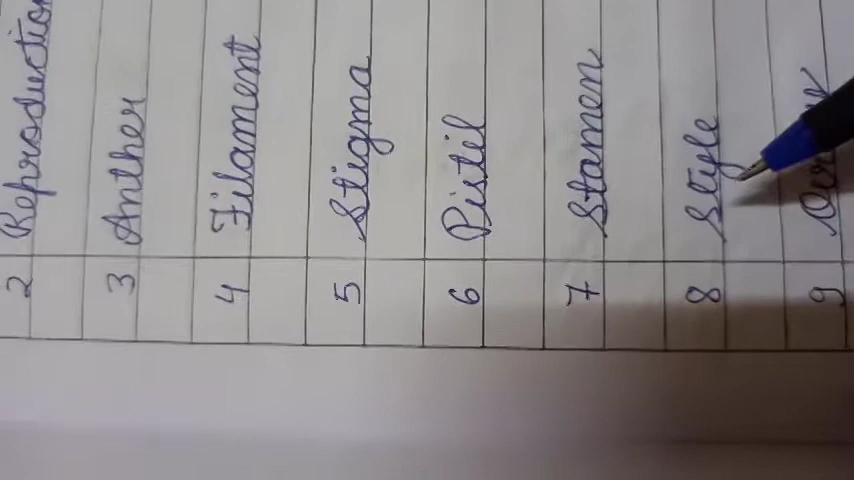 2 Reproduction
3 Anther
4 Filament
5 Stigma
6 Pistil
7 Stamen
8 Style
9